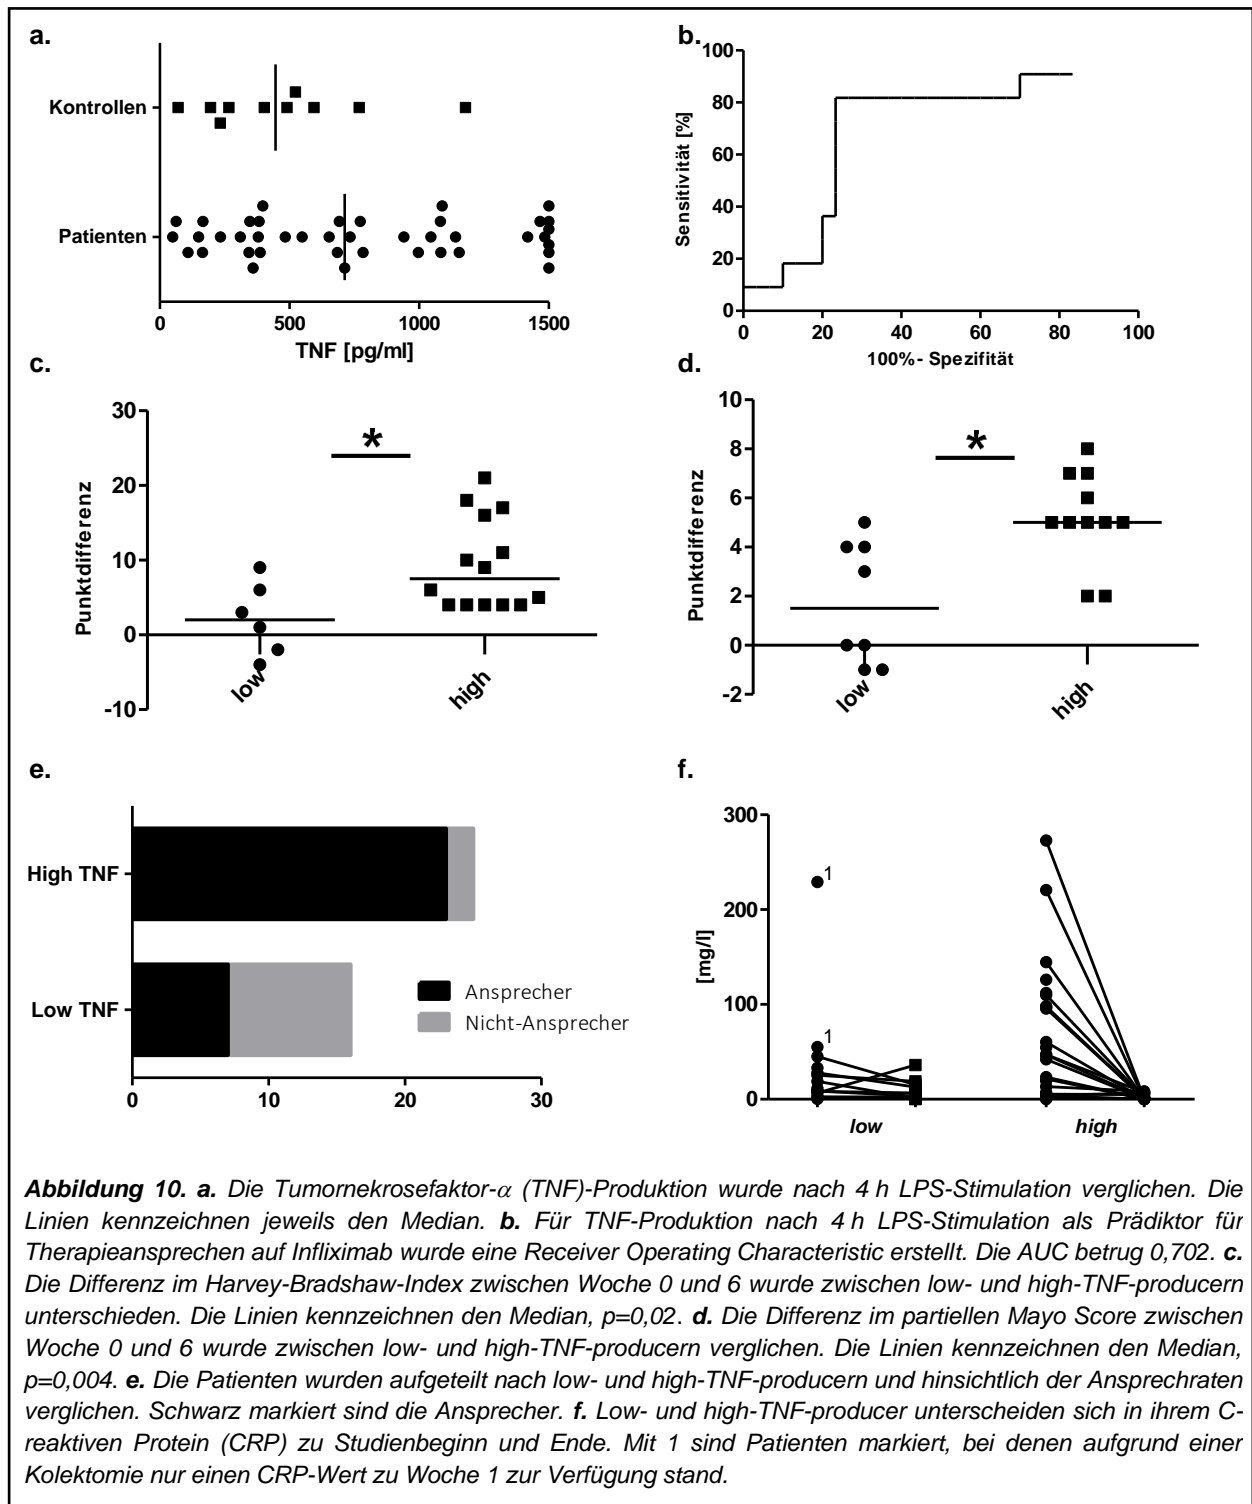 a.
Kontrollen
Patienten
0
500
1000
1500
TNF [pg/ml]
b.
100
80
60
40
20
0
Sensitivität [%]
0
20
40
60
80
100
100%- Spezifität
c.
30
20
10
0
-10
Punktdifferenz
*
low
high
d.
10
8
6
4
2
0
-2
Punktdifferenz
*
low
high
e.
High TNF
Low TNF
Ansprecher
Nicht-Ansprecher
0
10
20
30
f.
300
200
100
0
[mg/l]
1
1
low
high
Abbildung 10. a. Die Tumornekrosefaktor-α (TNF)-Produktion wurde nach 4 h LPS-Stimulation verglichen. Die
Linien kennzeichnen jeweils den Median. b. Für TNF-Produktion nach 4 h LPS-Stimulation als Prädiktor für
Therapieansprechen auf Infliximab wurde eine Receiver Operating Characteristic erstellt. Die AUC betrug 0,702. c.
Die Differenz im Harvey-Bradshaw-Index zwischen Woche 0 und 6 wurde zwischen low- und high-TNF-producern
unterschieden. Die Linien kennzeichnen den Median, p=0,02. d. Die Differenz im partiellen Mayo Score zwischen
Woche 0 und 6 wurde zwischen low- und high-TNF-producern verglichen. Die Linien kennzeichnen den Median,
p=0,004. e. Die Patienten wurden aufgeteilt nach low- und high-TNF-producern und hinsichtlich der Ansprechraten
verglichen. Schwarz markiert sind die Ansprecher. f. Low- und high-TNF-producer unterscheiden sich in ihrem C-
reaktiven Protein (CRP) zu Studienbeginn und Ende. Mit 1 sind Patienten markiert, bei denen aufgrund einer
Kolektomie nur einen CRP-Wert zu Woche 1 zur Verfügung stand.